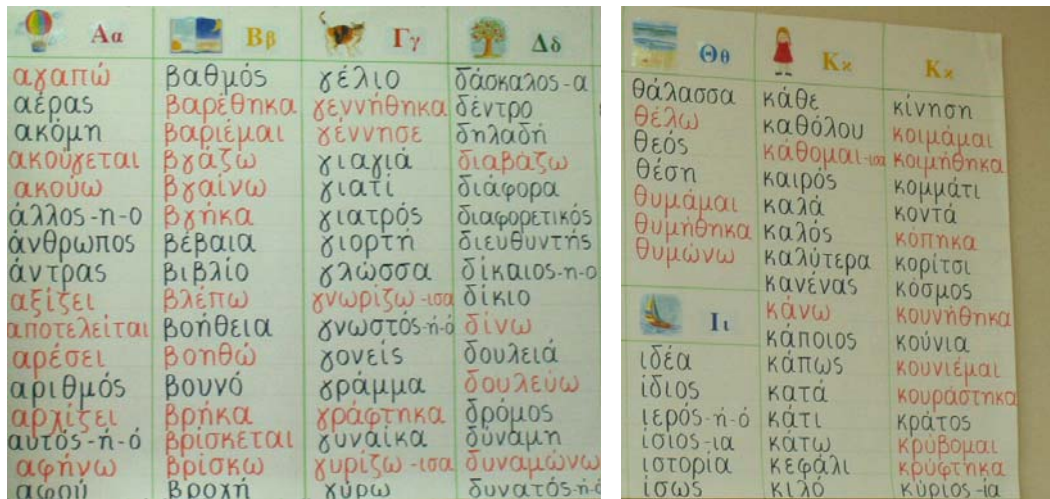 Αα
αγαπώ
αέρας
ακόμη
ακούγεται
ακούω
άλλος-η-ο
άνθρωπος
άντρας
αξίζει
αποτελείται
αρέσει
αριθμός
αρχίζει
αυτός-ή-ό
αφήνω
αφού
Ββ
βαθμός
βαρέθηκα
βαριέμαι
βγάζω
βγαίνω
βγήκα
βέβαια
βιβλίο
βλέπω
βοήθεια
βοηθώ
βουνό
βρήκα
βρίσκεται
βρίσκω
βροχή
Γγ
γέλιο
γεννήθηκα
γέννησε
γιαγιά
γιατί
γιατρός
γιορτή
γλώσσα
γνωρίζω-ισα
γνωστός-ή-ό
γονείς
γράμμα
γράφτηκα
γυναίκα
γυρίζω-ισα
γύρω
Δδ
δάσκαλος-α
δέντρο
δηλαδή
διαβάζω
διαφορα
διαφορετικός
διευθυντής
δίκαιος-η-ο
δίκιο
δίνω
δουλειά
δουλεύω
δρόμος
δύναμη
δυναμώνω
δυνατός-ή-ό
Θθ
θάλασσα
θέλω
θεός
θέση
θυμάμαι
θυμήθηκα
θυμώνω
Ιι
ιδέα
ίδιος
ιερός-ή-ό
ίσιος-ια
ιστορία
ίσως
Κκ
κάθε
καθόλου
κάθομαι-ισα
καιρός
καλά
καλός
καλύτερα
κανένας
κάνω
κάποιος
κάπως
κατά
κάτι
κάτω
κεφάλι
κιλό
Κκ
κίνηση
κοιμάμαι
κοιμήθηκα
κομμάτι
κοντά
κόπηκα
κορίτσι
κόσμος
κουνήθηκα
κούνια
κουνιέμαι
κουράστηκα
κράτος
κρύβομαι
κρύφτηκα
κύριος-ία